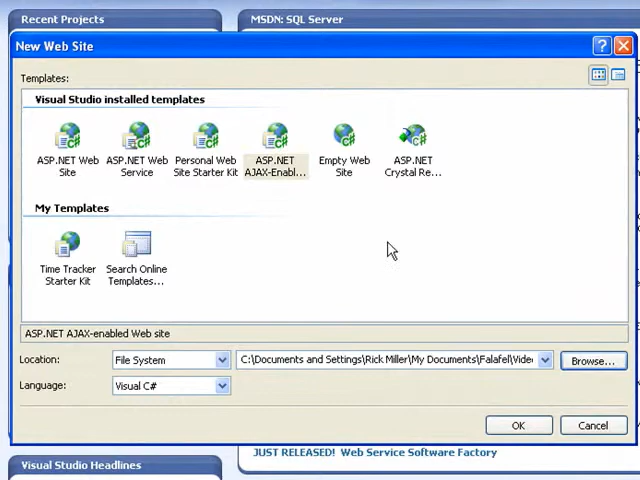 Recent Projects
MSDN: SQL Server
New Web Site
Templates:
Visual Studio installed templates
ASP.NET Web
Site
ASP.NET Web
Service
Personal Web
Site Starter Kit
ASP.NET
AJAX-Enabl...
Empty Web
Site
ASP.NET
Crystal Re...
My Templates
Time Tracker
Starter Kit
Search Online
Templates...
ASP.NET AJAX-enabled Web site
Location:
File System
C:\Documents and Settings\Rick Miller\My Documents\Falafel\Video
Browse...
Language:
Visual C#
OK
Cancel
JUST RELEASED! Web Service Software Factory
Visual Studio Headlines